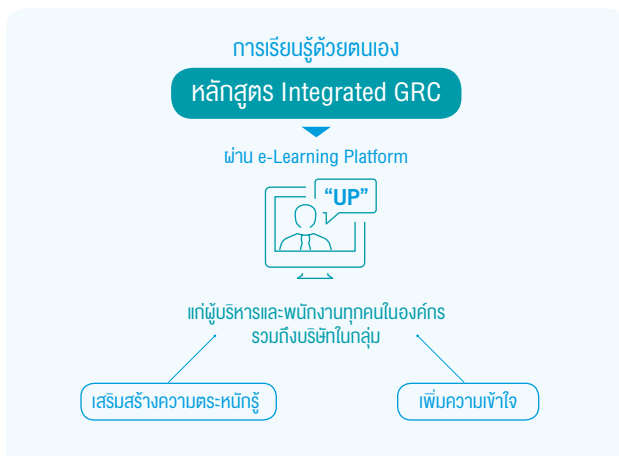 การเรียนรู้ด้วยตนเอง
หลักสูตร Integrated GRC
ผ่าน e-Learning Platform
“UP”
แก่ผู้บริหารและพนักงานทุกคนในองค์กร
รวมถึงบริษัทในกลุ่ม
เสริมสร้างความตระหนักรู้
เพิ่มความเข้าใจ